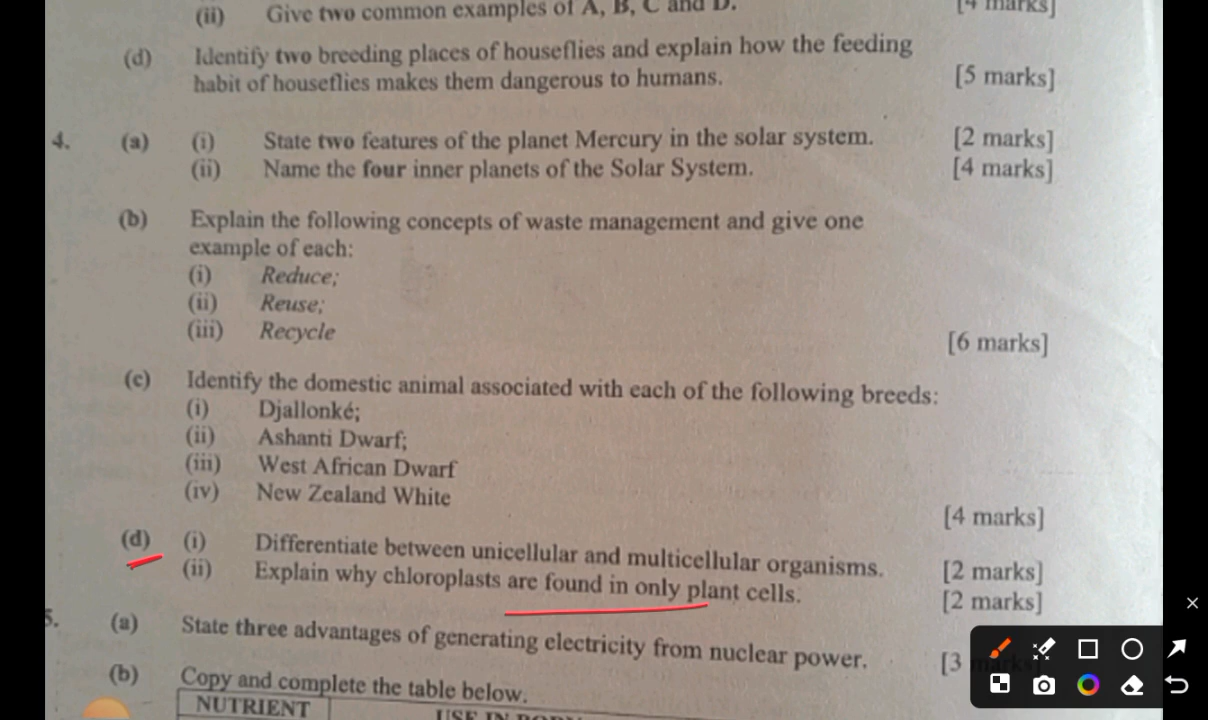 (ii) Give two common examples of A, B, C and D. [4 marks]
(d) Identify two breeding places of houseflies and explain how the feeding
habit of houseflies makes them dangerous to humans. [5 marks]
4. (a) (i) State two features of the planet Mercury in the solar system. [2 marks]
(ii) Name the four inner planets of the Solar System. [4 marks]
(b) Explain the following concepts of waste management and give one
example of each:
(i) Reduce;
(ii) Reuse;
(iii) Recycle
[6 marks]
(c) Identify the domestic animal associated with each of the following breeds:
(i) Djallonké;
(ii) Ashanti Dwarf;
(iii) West African Dwarf
(iv) New Zealand White
[4 marks]
(d) (i) Differentiate between unicellular and multicellular organisms. [2 marks]
(ii) Explain why chloroplasts are found in only plant cells. [2 marks]
5. (a) State three advantages of generating electricity from nuclear power. [3
(b) Copy and complete the table below.
NUTRIENT USE IN BODY